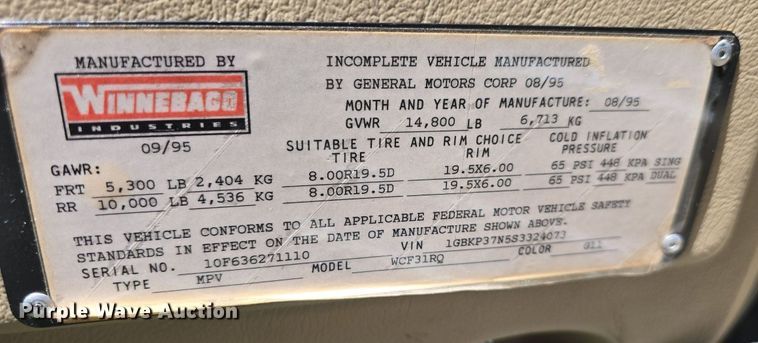 MANUFACTURED BY
WINNEBAGO
INDUSTRIES
09/95
INCOMPLETE VEHICLE MANUFACTURED
BY GENERAL MOTORS CORP 08/95
MONTH AND YEAR OF MANUFACTURE: 08/95
GVWR 14,800 LB 6,713 KG
SUITABLE TIRE AND RIM CHOICE COLD INFLATION
GAWR: TIRE RIM PRESSURE
FRT 5,300 LB 2,404 KG 8.00R19.5D 19.5X6.00 65 PSI 448 KPA SING
RR 10,000 LB 4,536 KG 8.00R19.5D 19.5X6.00 65 PSI 448 KPA DUAL
THIS VEHICLE CONFORMS TO ALL APPLICABLE FEDERAL MOTOR VEHICLE SAFETY
STANDARDS IN EFFECT ON THE DATE OF MANUFACTURE SHOWN ABOVE.
SERIAL NO. 10F636271110 VIN 1GBKP37N5S3324073
TYPE MPV MODEL WCF31RQ COLOR G11
Purple Wave Auction